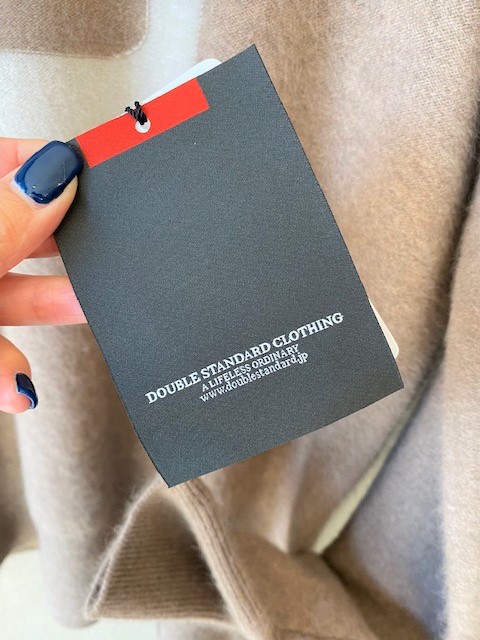 DOUBLE STANDARD CLOTHING
A LIFELESS ORDINARY
www.doublestandard.jp